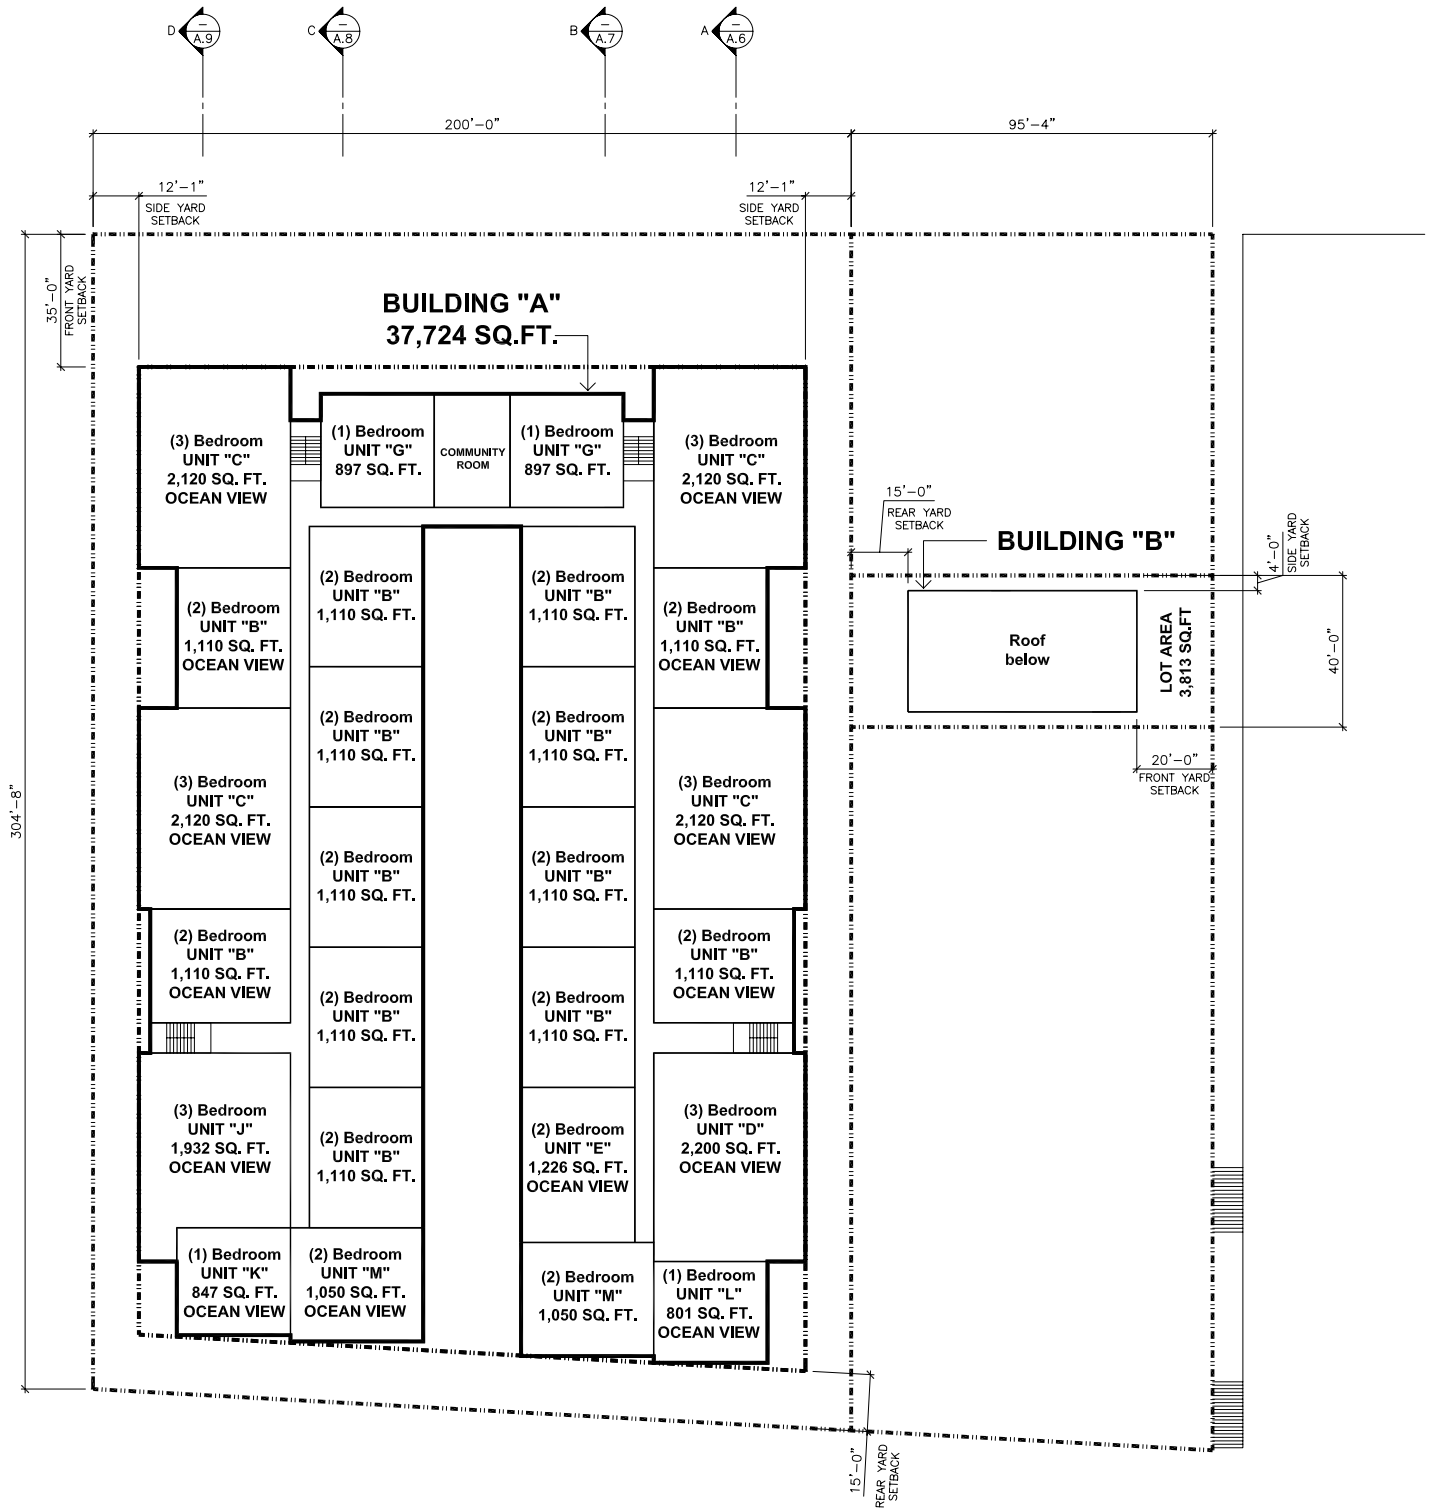 D
–
A.9
C
–
A.8
B
–
A.7
A
–
A.6
200'-0"
95'-4"
12'-1"
SIDE YARD
SETBACK
12'-1"
SIDE YARD
SETBACK
35'-0"
FRONT YARD
SETBACK
304'-8"
BUILDING "A"
37,724 SQ.FT.
(3) Bedroom
UNIT "C"
2,120 SQ. FT.
OCEAN VIEW
(1) Bedroom
UNIT "G"
897 SQ. FT.
COMMUNITY
ROOM
(1) Bedroom
UNIT "G"
897 SQ. FT.
(3) Bedroom
UNIT "C"
2,120 SQ. FT.
OCEAN VIEW
15'-0"
REAR YARD
SETBACK
BUILDING "B"
4'-0"
SIDE YARD
SETBACK
(2) Bedroom
UNIT "B"
1,110 SQ. FT.
OCEAN VIEW
(2) Bedroom
UNIT "B"
1,110 SQ. FT.
(2) Bedroom
UNIT "B"
1,110 SQ. FT.
(2) Bedroom
UNIT "B"
1,110 SQ. FT.
OCEAN VIEW
Roof
below
LOT AREA
3,813 SQ.FT
40'-0"
20'-0"
FRONT YARD
SETBACK
(3) Bedroom
UNIT "C"
2,120 SQ. FT.
OCEAN VIEW
(2) Bedroom
UNIT "B"
1,110 SQ. FT.
(2) Bedroom
UNIT "B"
1,110 SQ. FT.
(3) Bedroom
UNIT "C"
2,120 SQ. FT.
OCEAN VIEW
(2) Bedroom
UNIT "B"
1,110 SQ. FT.
(2) Bedroom
UNIT "B"
1,110 SQ. FT.
(2) Bedroom
UNIT "B"
1,110 SQ. FT.
OCEAN VIEW
(2) Bedroom
UNIT "B"
1,110 SQ. FT.
(2) Bedroom
UNIT "B"
1,110 SQ. FT.
(2) Bedroom
UNIT "B"
1,110 SQ. FT.
OCEAN VIEW
(3) Bedroom
UNIT "J"
1,932 SQ. FT.
OCEAN VIEW
(2) Bedroom
UNIT "B"
1,110 SQ. FT.
(2) Bedroom
UNIT "E"
1,226 SQ. FT.
OCEAN VIEW
(3) Bedroom
UNIT "D"
2,200 SQ. FT.
OCEAN VIEW
(1) Bedroom
UNIT "K"
847 SQ. FT.
OCEAN VIEW
(2) Bedroom
UNIT "M"
1,050 SQ. FT.
OCEAN VIEW
(2) Bedroom
UNIT "M"
1,050 SQ. FT.
(1) Bedroom
UNIT "L"
801 SQ. FT.
OCEAN VIEW
15'-0"
REAR YARD
SETBACK